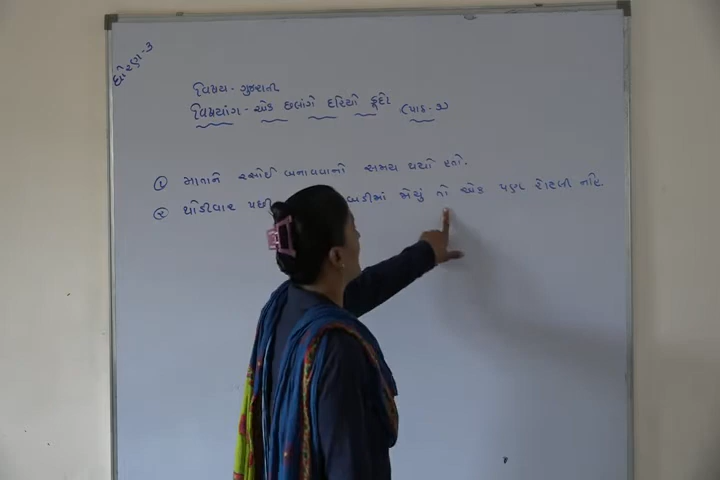 ધોરણ-૩
વિષય - ગુજરાતી
વિષયાંગ - એક છલાંગે દરિયો કૂદ્યો (પાઠ-૩)
૧ માતાને રસોઈ બનાવવાનો સમય થયો હતો.
૨ થોડીવાર પછી બડીમાં જોયું તો એક પણ રોટલી નહિ.